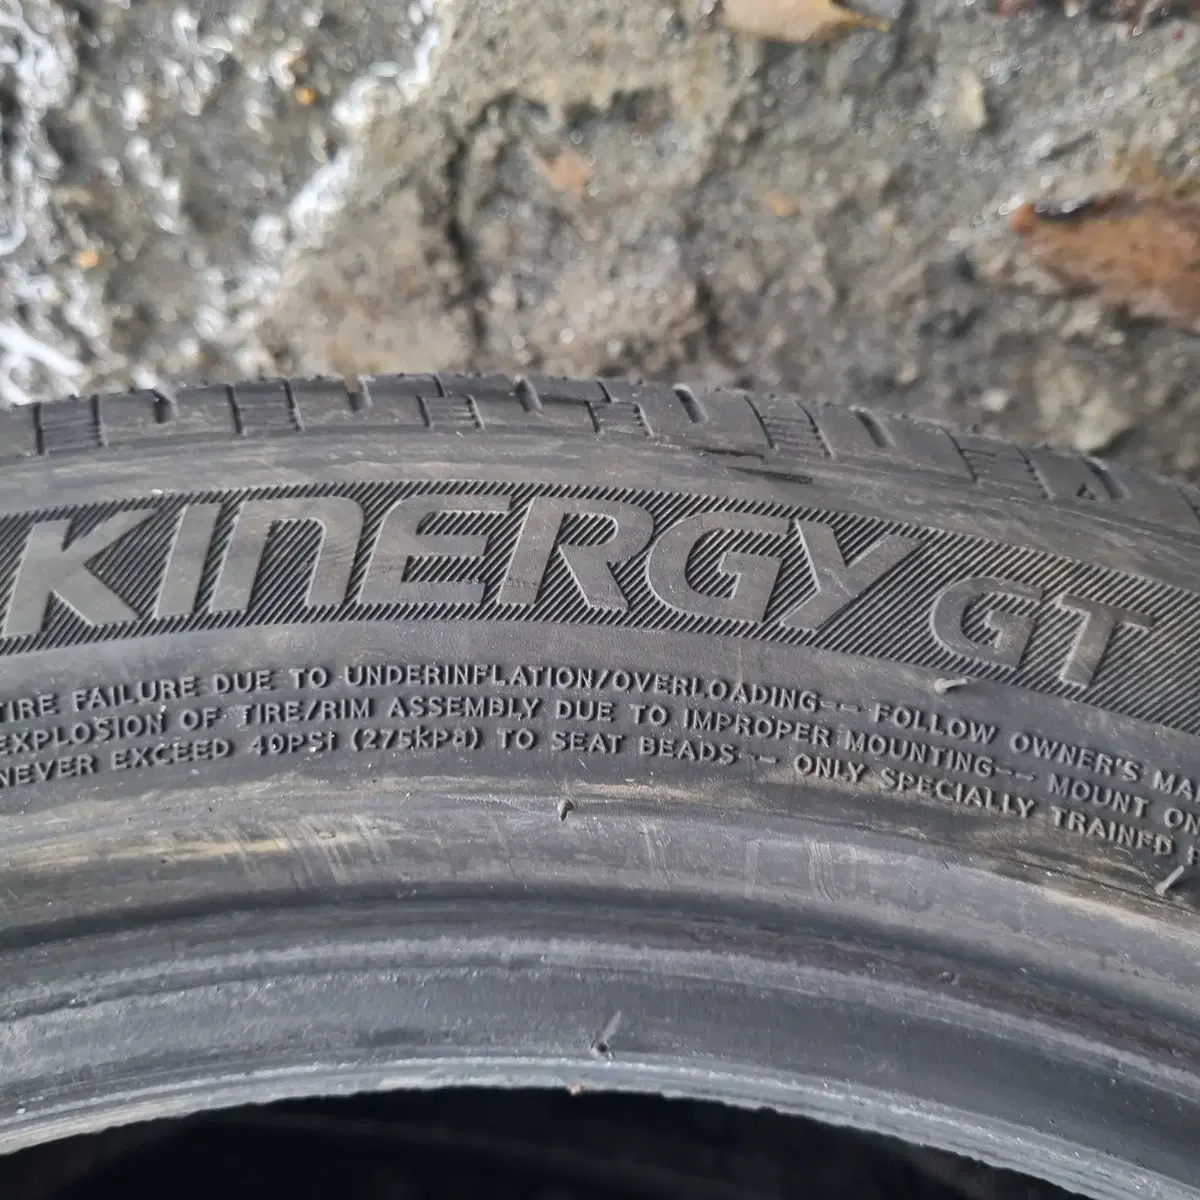 KINERGY GT
TIRE FAILURE DUE TO UNDERINFLATION/OVERLOADING-- FOLLOW OWNER'S MA
EXPLOSION OF TIRE/RIM ASSEMBLY DUE TO IMPROPER MOUNTING-- MOUNT ON
NEVER EXCEED 40PSi (275kPa) TO SEAT BEADS -- ONLY SPECIALLY TRAINED